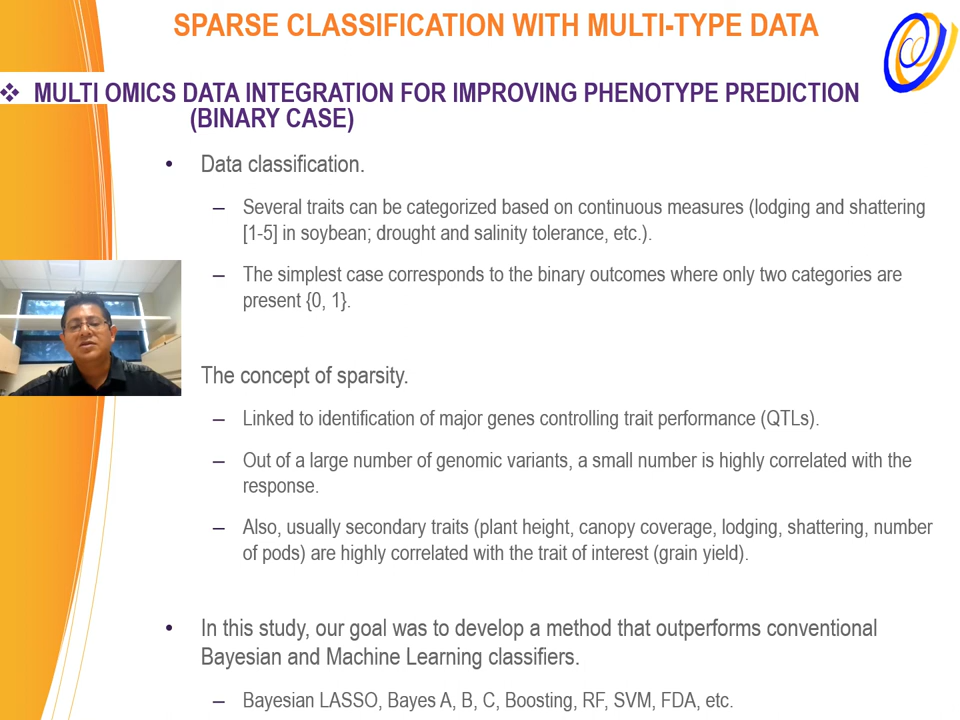 SPARSE CLASSIFICATION WITH MULTI-TYPE DATA
❖ MULTI OMICS DATA INTEGRATION FOR IMPROVING PHENOTYPE PREDICTION
(BINARY CASE)
• Data classification.
– Several traits can be categorized based on continuous measures (lodging and shattering
[1-5] in soybean; drought and salinity tolerance, etc.).
– The simplest case corresponds to the binary outcomes where only two categories are
present {0, 1}.
The concept of sparsity.
– Linked to identification of major genes controlling trait performance (QTLs).
– Out of a large number of genomic variants, a small number is highly correlated with the
response.
– Also, usually secondary traits (plant height, canopy coverage, lodging, shattering, number
of pods) are highly correlated with the trait of interest (grain yield).
• In this study, our goal was to develop a method that outperforms conventional
Bayesian and Machine Learning classifiers.
– Bayesian LASSO, Bayes A, B, C, Boosting, RF, SVM, FDA, etc.